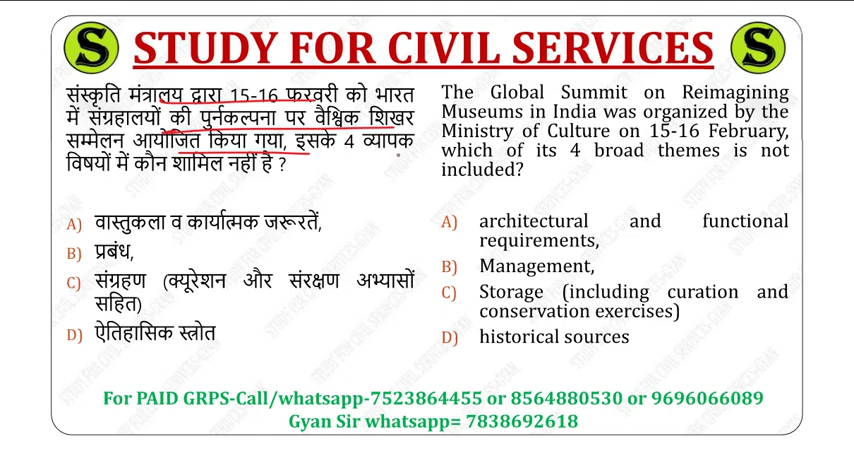 S STUDY FOR CIVIL SERVICES S
संस्कृति मंत्रालय द्वारा 15-16 फरवरी को भारत
में संग्रहालयों की पुर्नकल्पना पर वैश्विक शिखर
सम्मेलन आयोजित किया गया, इसके 4 व्यापक
विषयों में कौन शामिल नहीं है ?
A) वास्तुकला व कार्यात्मक जरूरतें,
B) प्रबंध,
C) संग्रहण (क्यूरेशन और संरक्षण अभ्यासों
सहित)
D) ऐतिहासिक स्त्रोत
The Global Summit on Reimagining
Museums in India was organized by the
Ministry of Culture on 15-16 February,
which of its 4 broad themes is not
included?
A) architectural and functional
requirements,
B) Management,
C) Storage (including curation and
conservation exercises)
D) historical sources
For PAID GRPS-Call/whatsapp-7523864455 or 8564880530 or 9696066089
Gyan Sir whatsapp= 7838692618